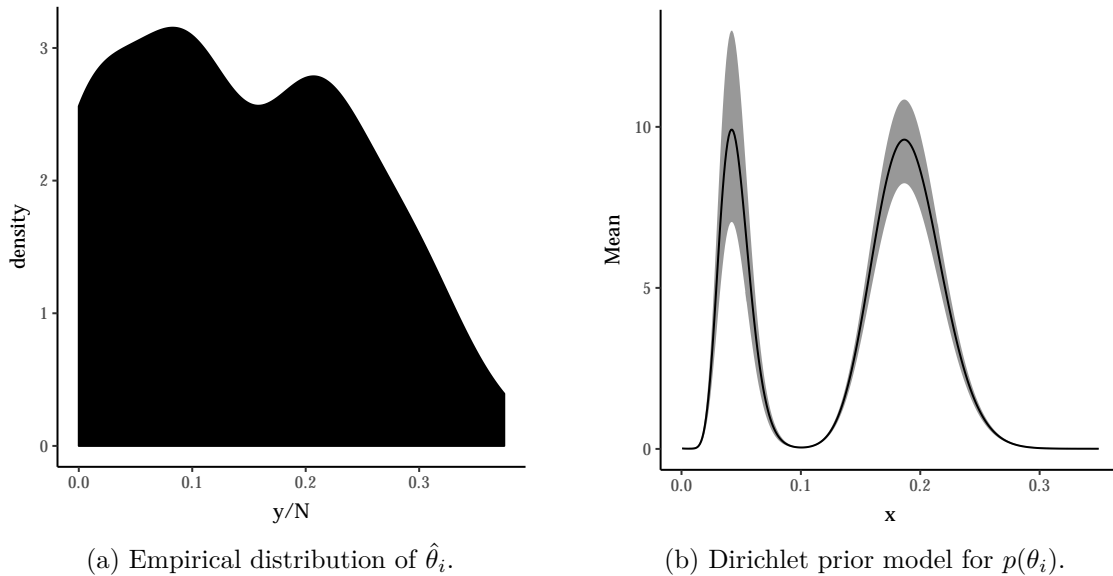 3
2
1
0
density
0.0 0.1 0.2 0.3
y/N
10
5
0
Mean
0.0 0.1 0.2 0.3
x
(a) Empirical distribution of θ̂ᵢ.
(b) Dirichlet prior model for p(θᵢ).